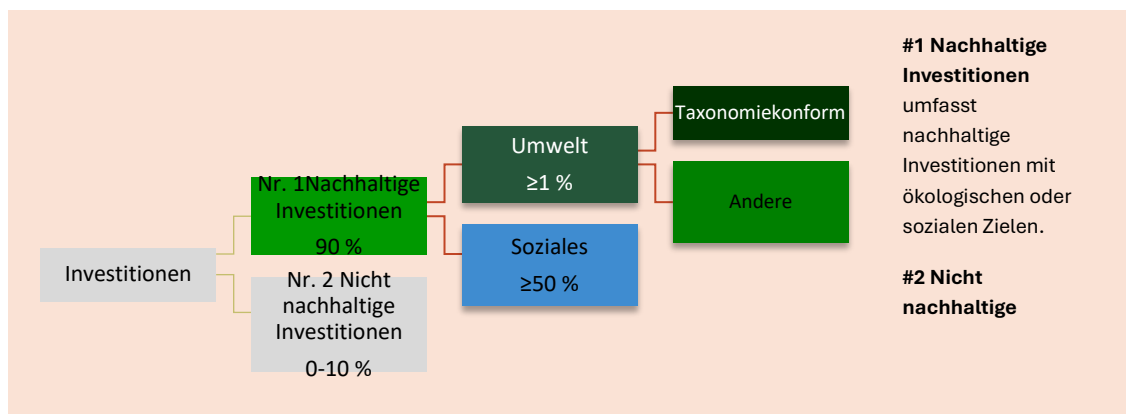 Investitionen
Nr. 1Nachhaltige
Investitionen
90 %
Nr. 2 Nicht
nachhaltige
Investitionen
0-10 %
Umwelt
≥1 %
Soziales
≥50 %
Taxonomiekonform
Andere
#1 Nachhaltige
Investitionen
umfasst
nachhaltige
Investitionen mit
ökologischen oder
sozialen Zielen.
#2 Nicht
nachhaltige